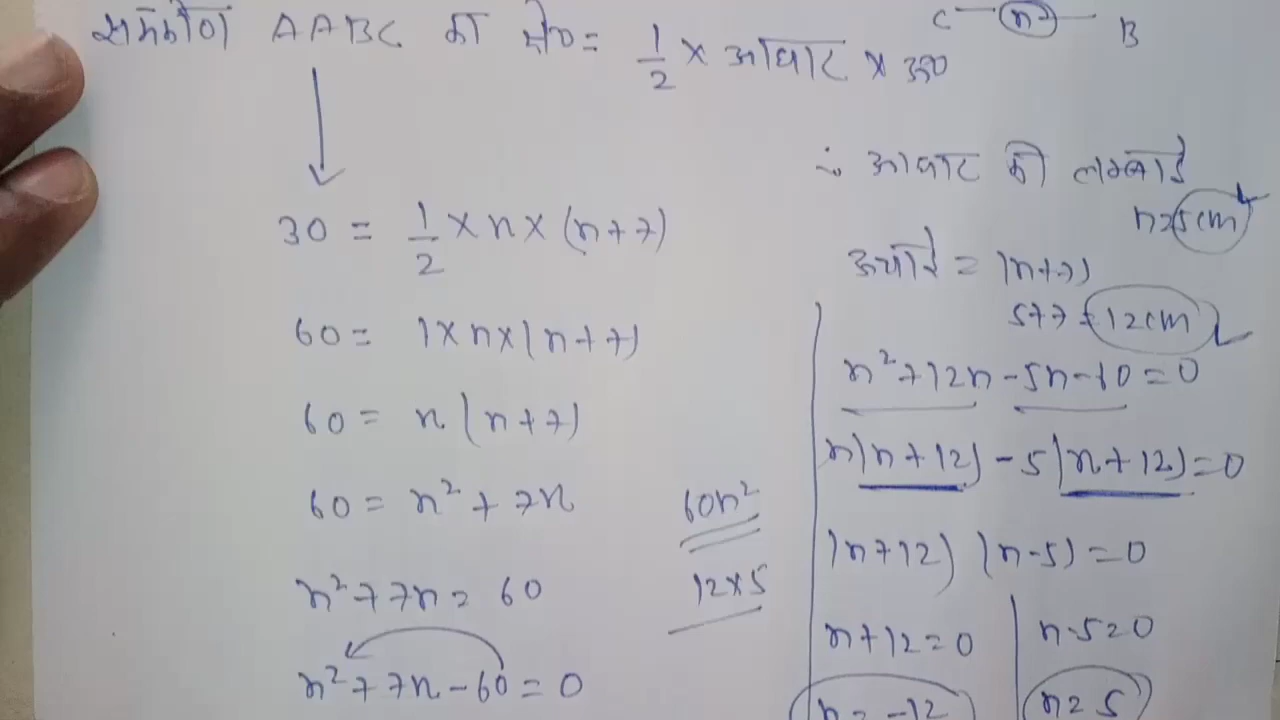 समकोण △ABC का क्षे० = 1/2 × आधार × ऊँ०
C n B
30 = 1/2 × n × (n+7)
60 = 1×n×(n+7)
60 = n(n+7)
60 = n² + 7n
n² + 7n = 60
n² + 7n - 60 = 0
60n²
12×5
∴ आधार की लम्बाई
n = 5cm
ऊंचाई = (n+7)
5+7 = 12cm
n² + 12n - 5n - 60 = 0
n(n+12) - 5(n+12) = 0
(n+12) (n-5) = 0
n+12 = 0
n-5 = 0
n = -12
n = 5